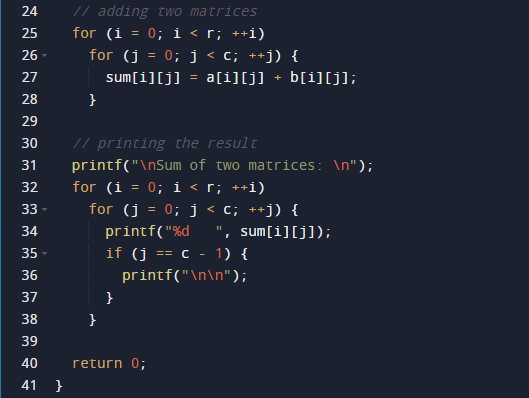 24 // adding two matrices
25 for (i = 0; i < r; ++i)
26 for (j = 0; j < c; ++j) {
27 sum[i][j] = a[i][j] + b[i][j];
28 }
29
30 // printing the result
31 printf("\nSum of two matrices: \n");
32 for (i = 0; i < r; ++i)
33 for (j = 0; j < c; ++j) {
34 printf("%d   ", sum[i][j]);
35 if (j == c - 1) {
36 printf("\n\n");
37 }
38 }
39
40 return 0;
41 }